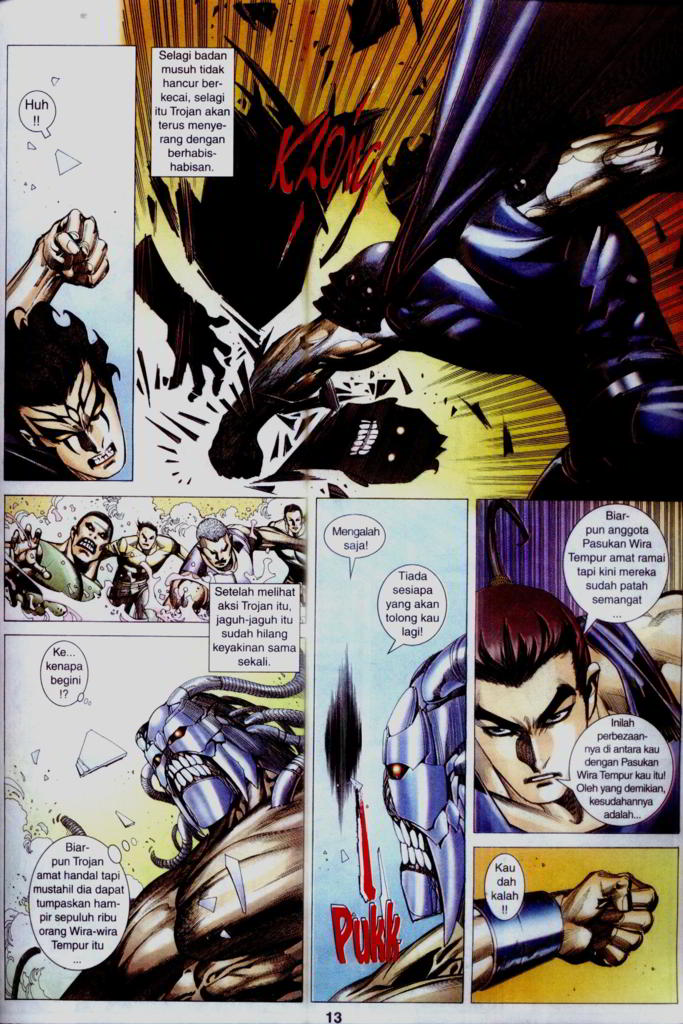 Huh
!!
Selagi badan
musuh tidak
hancur ber-
kecai, selagi
itu Trojan akan
terus menye-
rang dengan
berhabis-
habisan.
KLONG
Setelah melihat
aksi Trojan itu,
jaguh-jaguh itu
sudah hilang
keyakinan sama
sekali.
Ke...
kenapa
begini
!?
Biar-
pun Trojan
amat handal tapi
mustahil dia dapat
tumpaskan ham-
pir sepuluh ribu
orang Wira-wira
Tempur itu
...
Mengalah
saja!
Tiada
sesiapa
yang akan
tolong kau
lagi!
Pukk
Biar-
pun anggota
Pasukan Wira
Tempur amat ramai
tapi kini mereka
sudah patah
semangat
...
Inilah
perbezaan-
nya di antara kau
dengan Pasukan
Wira Tempur kau itu!
Oleh yang demikian,
kesudahannya
adalah...
Kau
dah
kalah
!!
13